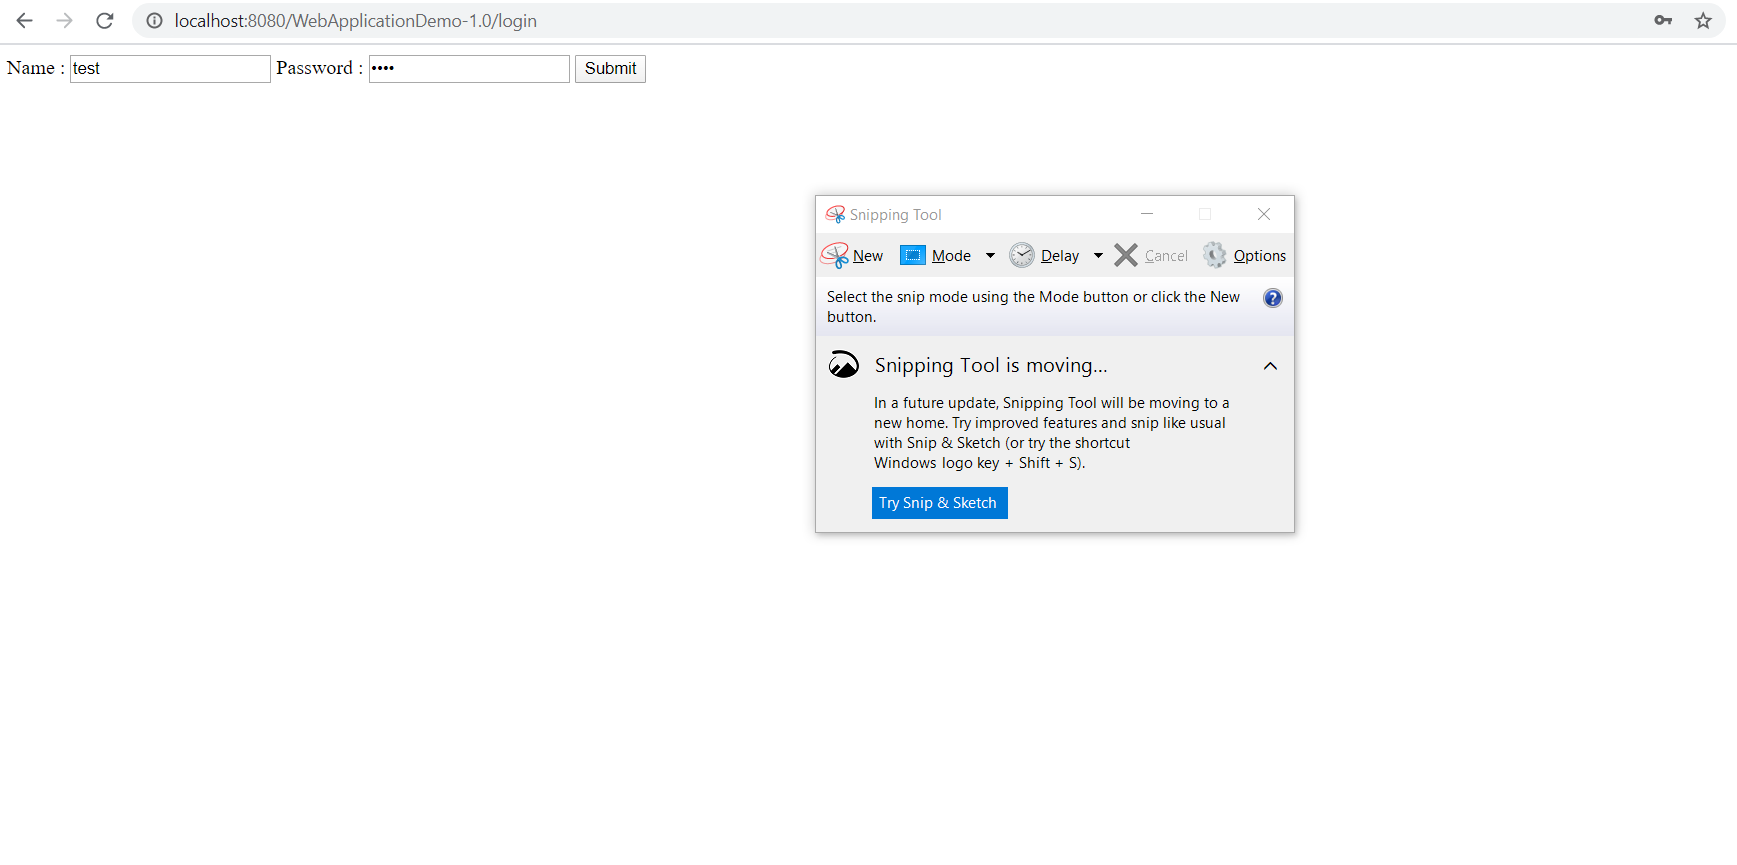 localhost:8080/WebApplicationDemo-1.0/login
Name : test Password : •••• Submit
Snipping Tool
New Mode Delay Cancel Options
Select the snip mode using the Mode button or click the New
button.
?
Snipping Tool is moving...
In a future update, Snipping Tool will be moving to a
new home. Try improved features and snip like usual
with Snip & Sketch (or try the shortcut
Windows logo key + Shift + S).
Try Snip & Sketch